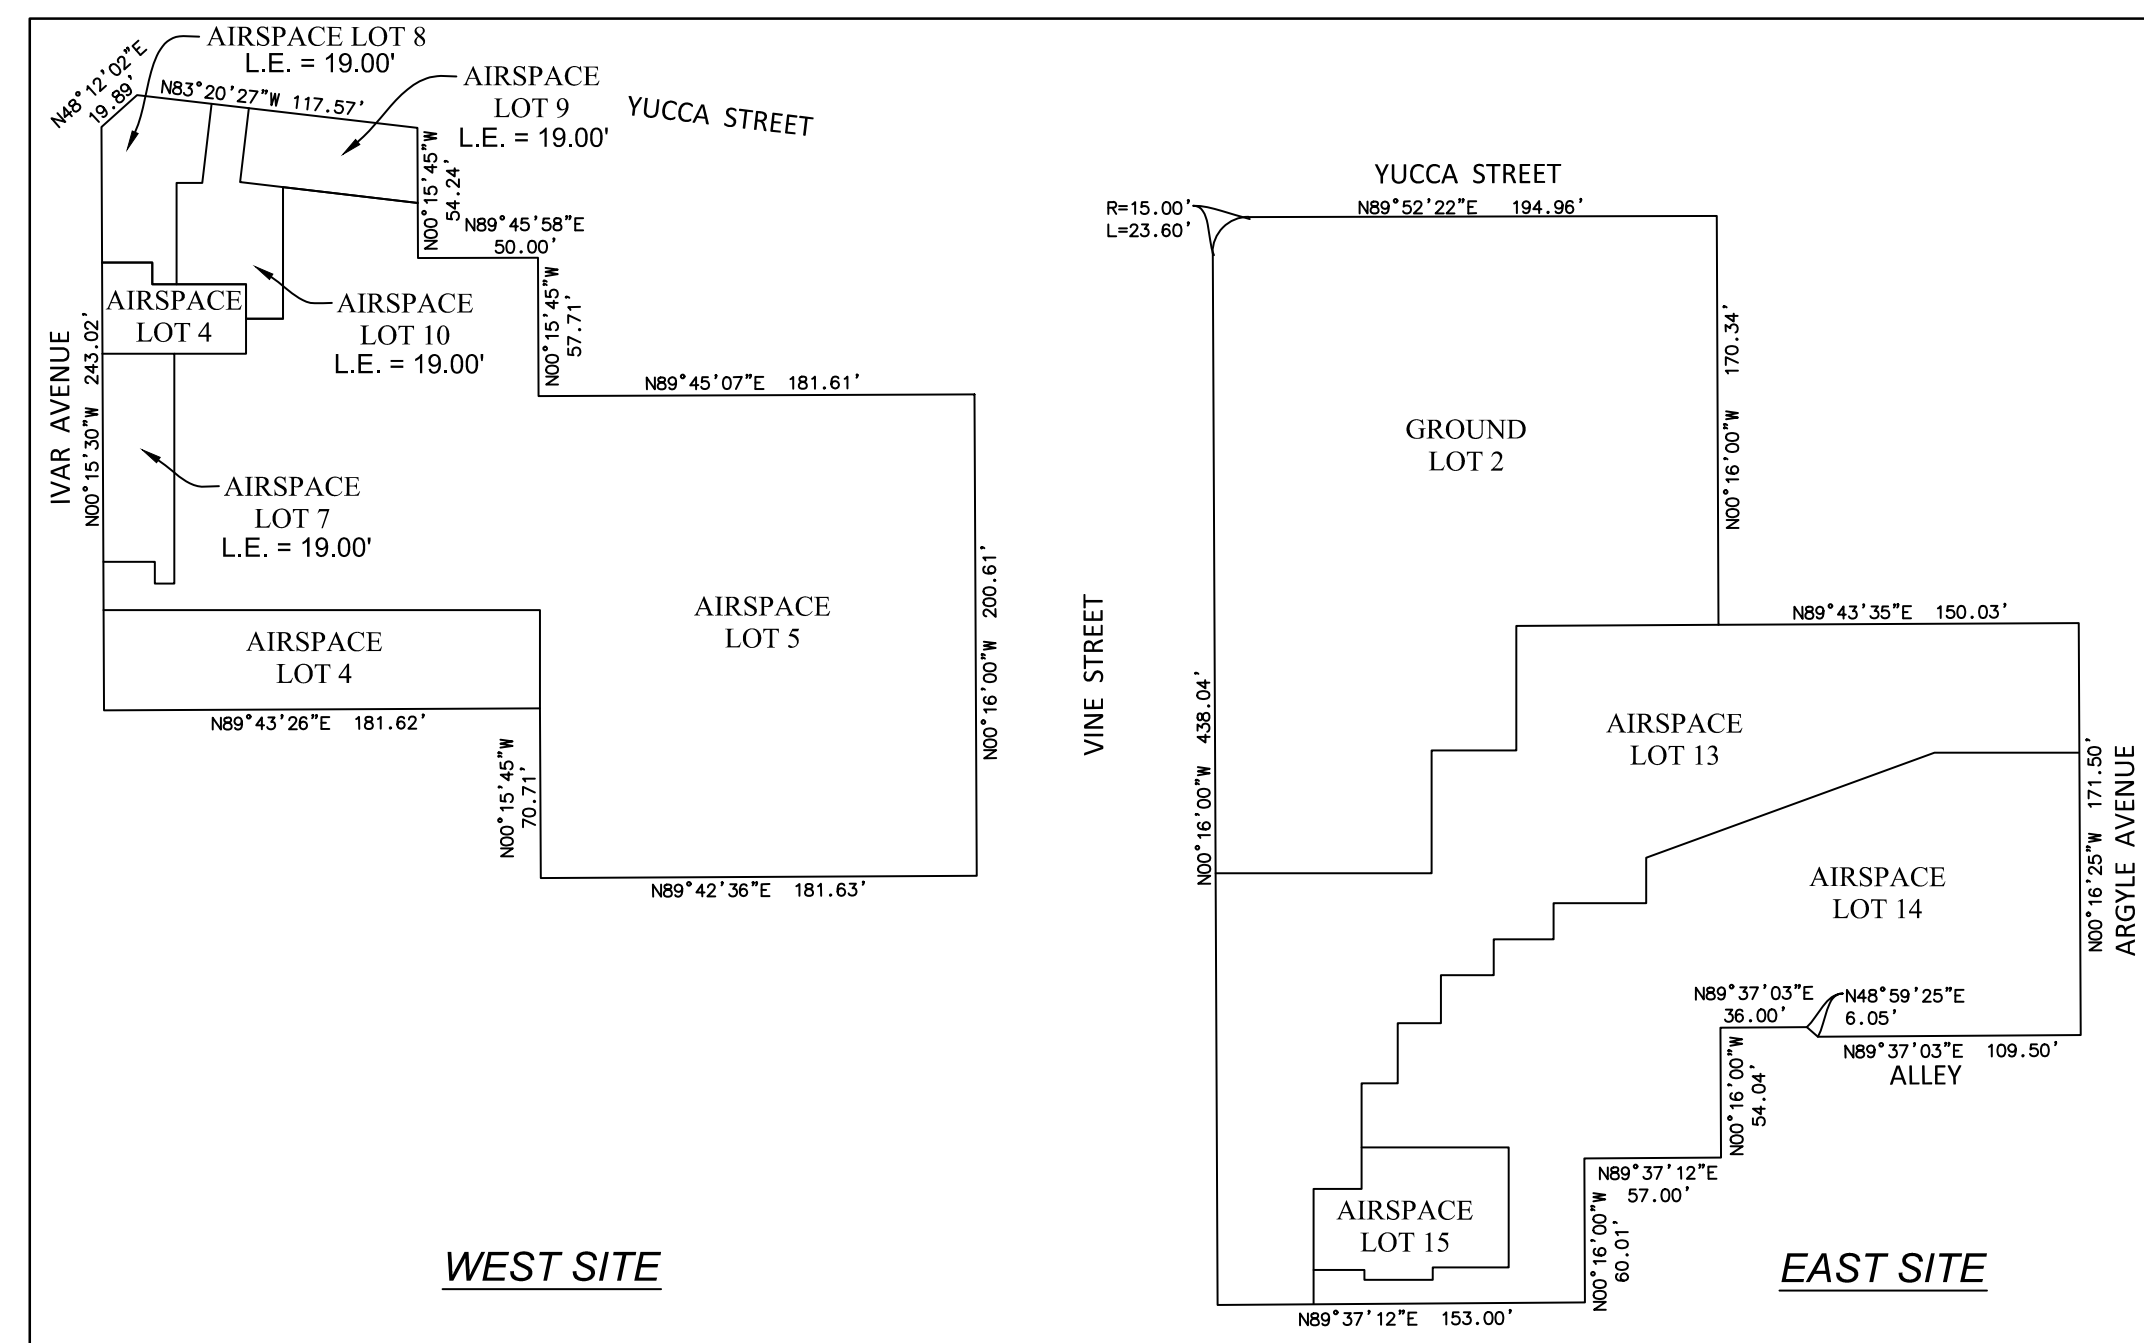 AIRSPACE LOT 8
L.E. = 19.00'
N48°12'02"E
19.89'
N83°20'27"W 117.57'
AIRSPACE
LOT 9
L.E. = 19.00'
YUCCA STREET
N00°15'45"W
54.24'
N89°45'58"E
50.00'
AIRSPACE
LOT 4
AIRSPACE
LOT 10
L.E. = 19.00'
N00°15'45"W
57.71'
IVAR AVENUE
N00°15'30"W 243.02'
N89°45'07"E 181.61'
AIRSPACE
LOT 7
L.E. = 19.00'
AIRSPACE
LOT 5
N00°16'00"W 200.61'
AIRSPACE
LOT 4
N89°43'26"E 181.62'
N00°15'45"W
70.71'
N89°42'36"E 181.63'
WEST SITE
VINE STREET
YUCCA STREET
R=15.00'
L=23.60'
N89°52'22"E 194.96'
N00°16'00"W 170.34'
GROUND
LOT 2
N89°43'35"E 150.03'
N00°16'00"W 438.04'
AIRSPACE
LOT 13
N00°16'25"W 171.50'
ARGYLE AVENUE
AIRSPACE
LOT 14
N89°37'03"E
36.00'
N48°59'25"E
6.05'
N89°37'03"E 109.50'
ALLEY
N00°16'00"W
54.04'
N89°37'12"E
57.00'
N00°16'00"W
60.01'
AIRSPACE
LOT 15
N89°37'12"E 153.00'
EAST SITE